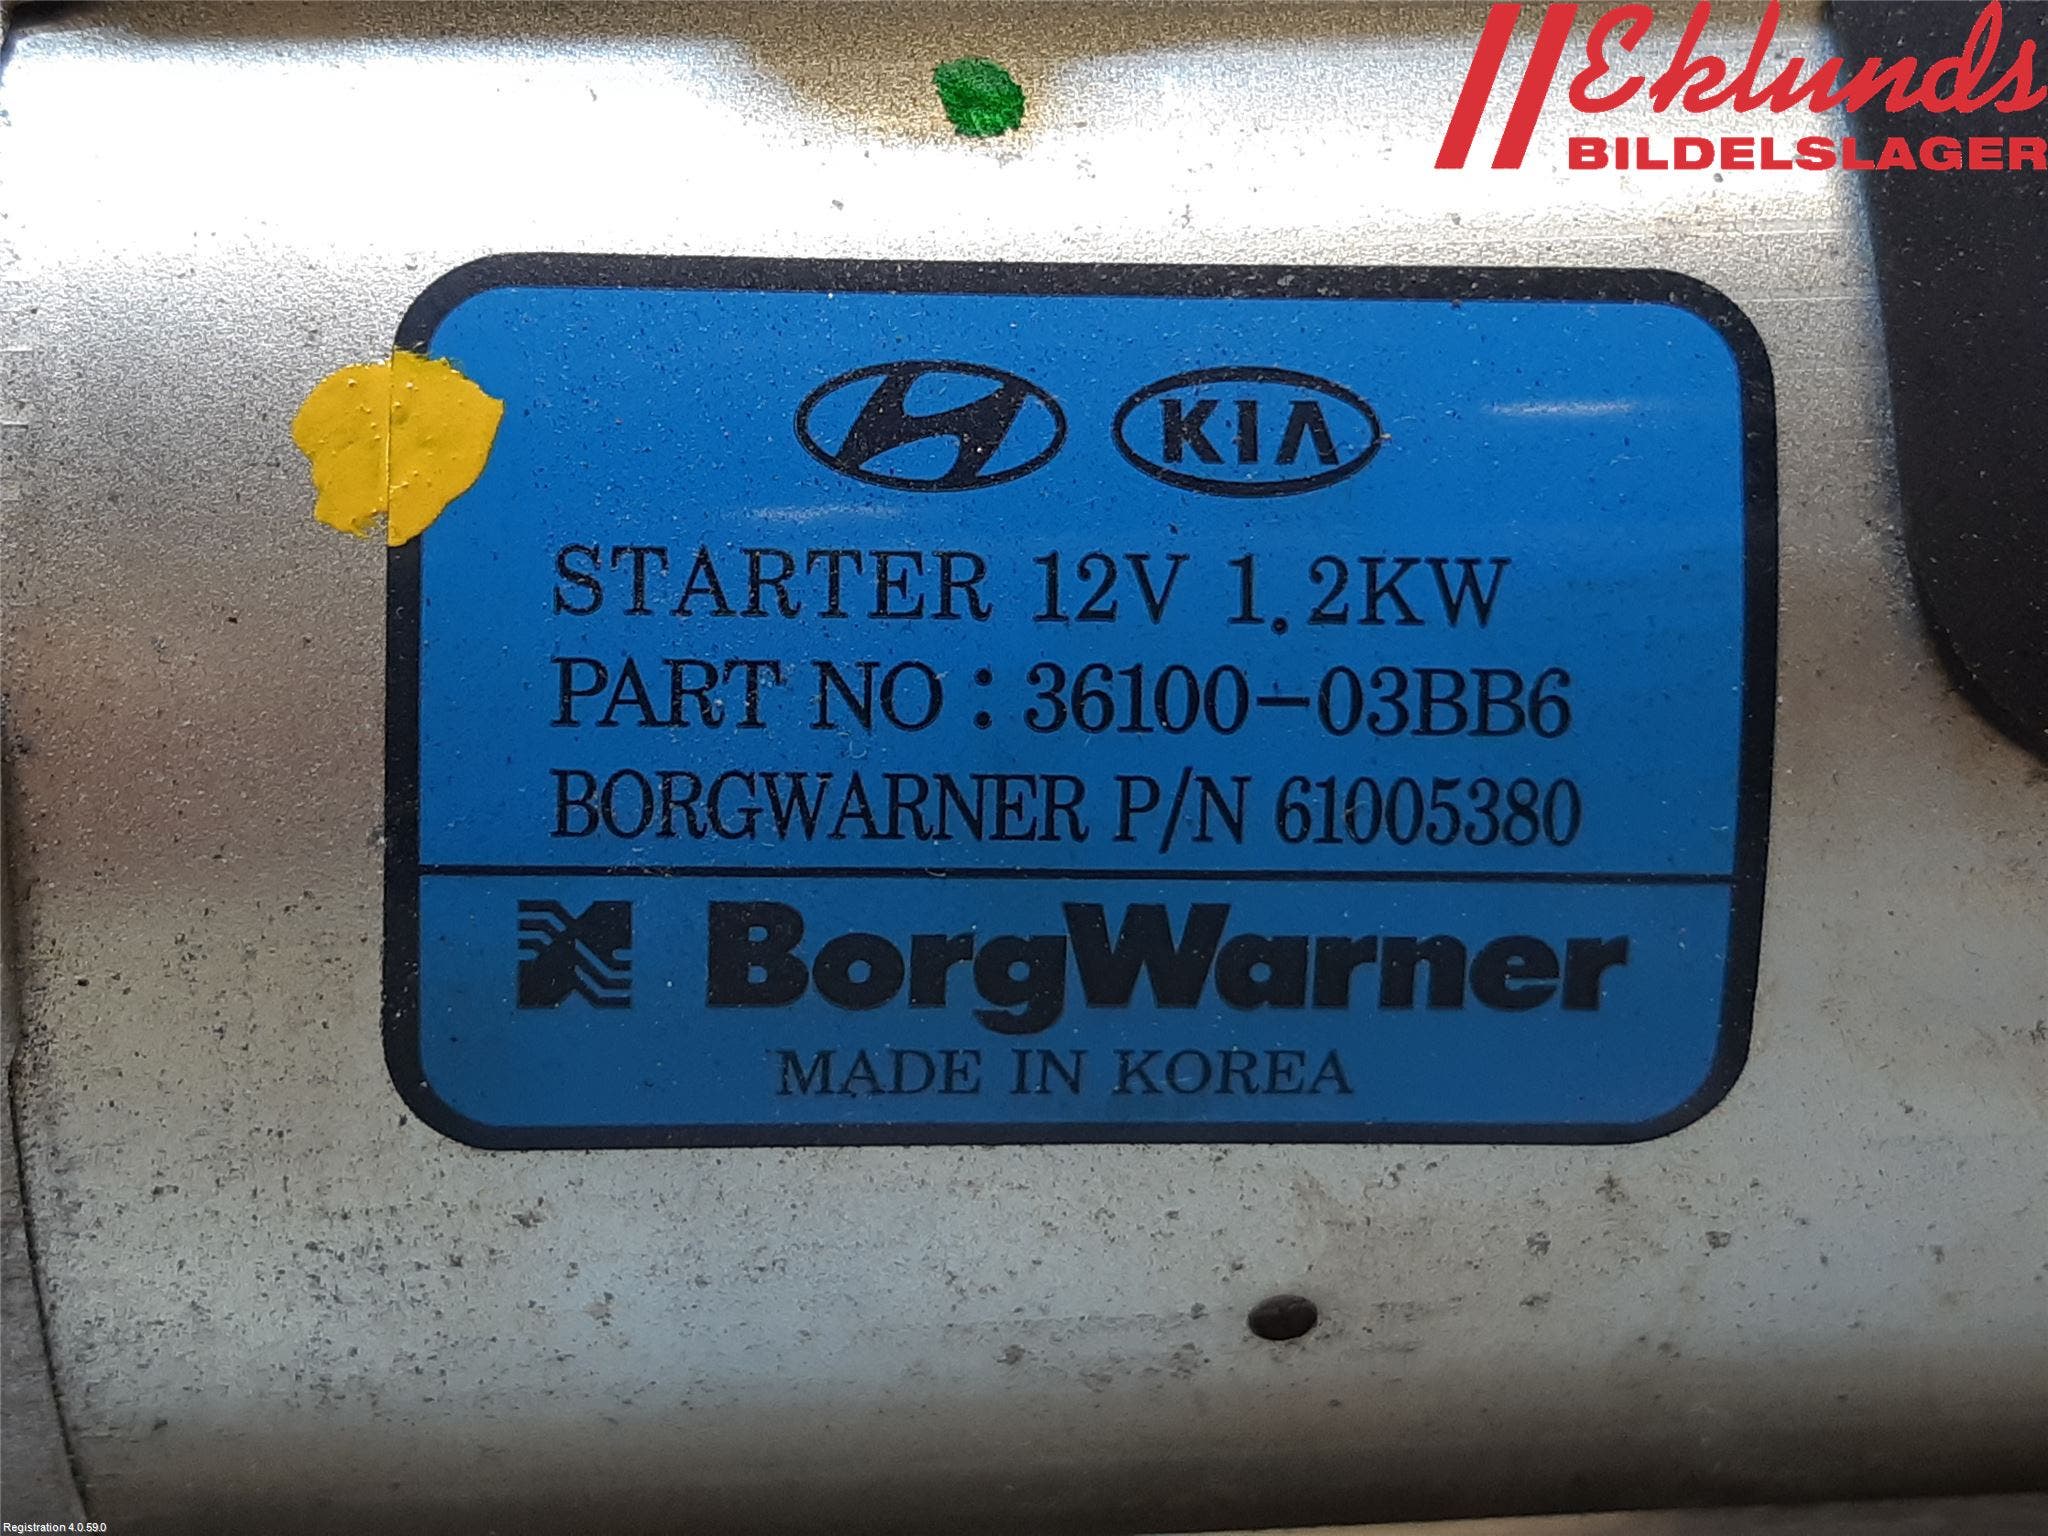 Eklunds
BILDELSLAGER
KIA
STARTER 12V 1.2KW
PART NO : 36100-03BB6
BORGWARNER P/N 61005380
BorgWarner
MADE IN KOREA
Registration 4.0.59.0